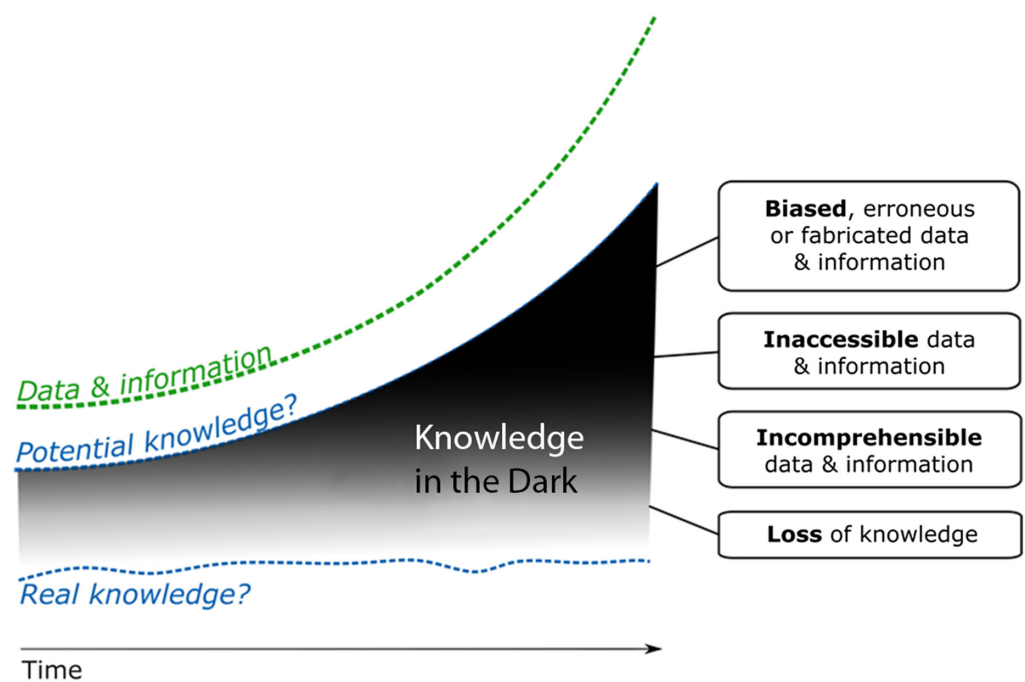 Data & information
Potential knowledge?
Knowledge
in the Dark
Real knowledge?
Time
Biased, erroneous
or fabricated data
& information
Inaccessible data
& information
Incomprehensible
data & information
Loss of knowledge